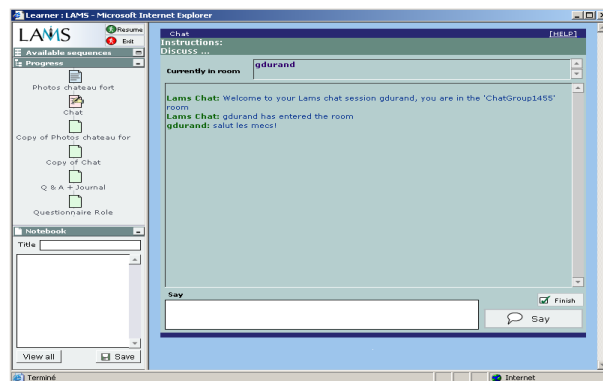 Learner : LAMS - Microsoft Internet Explorer
LAMS
Resume
Exit
Available sequences
Progress
Photos chateau fort
Chat
Copy of Photos chateau for
Copy of Chat
Q & A + Journal
Questionnaire Role
Notebook
Title
View all
Save
Chat
[HELP]
Instructions:
Discuss ...
Currently in room
gdurand
Lams Chat: Welcome to your Lams chat session gdurand, you are in the 'ChatGroup1455'
room
Lams Chat: gdurand has entered the room
gdurand: salut les mecs!
Say
Finish
Say
Terminé
Internet